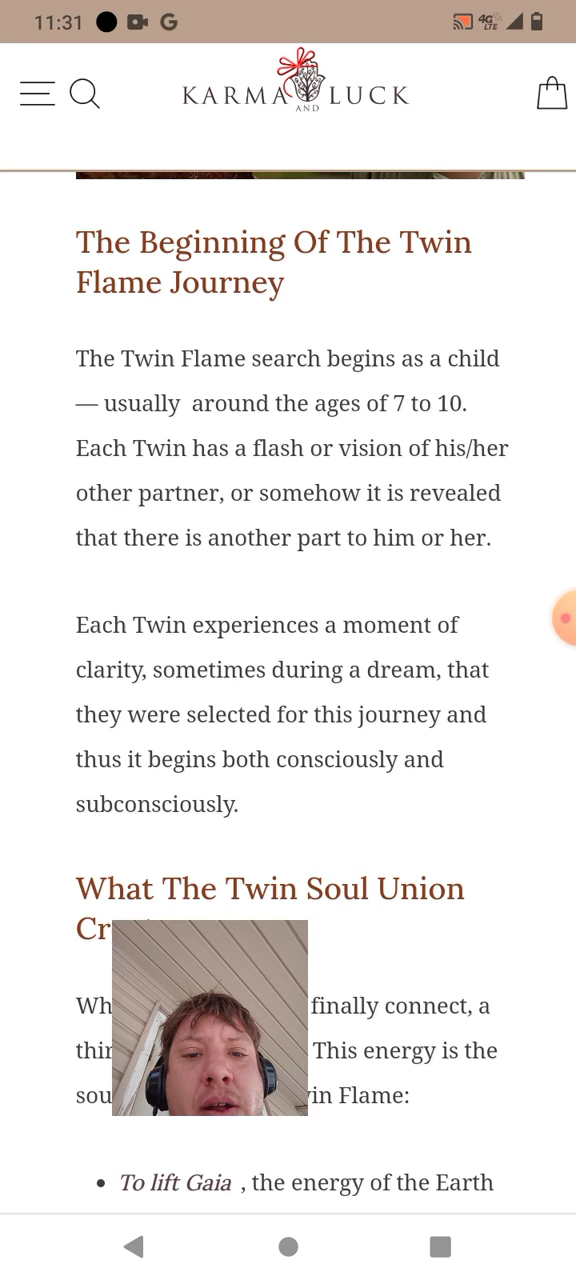 11:31
4G
LTE
KARMA AND LUCK
The Beginning Of The Twin
Flame Journey
The Twin Flame search begins as a child
— usually around the ages of 7 to 10.
Each Twin has a flash or vision of his/her
other partner, or somehow it is revealed
that there is another part to him or her.
Each Twin experiences a moment of
clarity, sometimes during a dream, that
they were selected for this journey and
thus it begins both consciously and
subconsciously.
What The Twin Soul Union
finally connect, a
This energy is the
Flame:
• To lift Gaia , the energy of the Earth